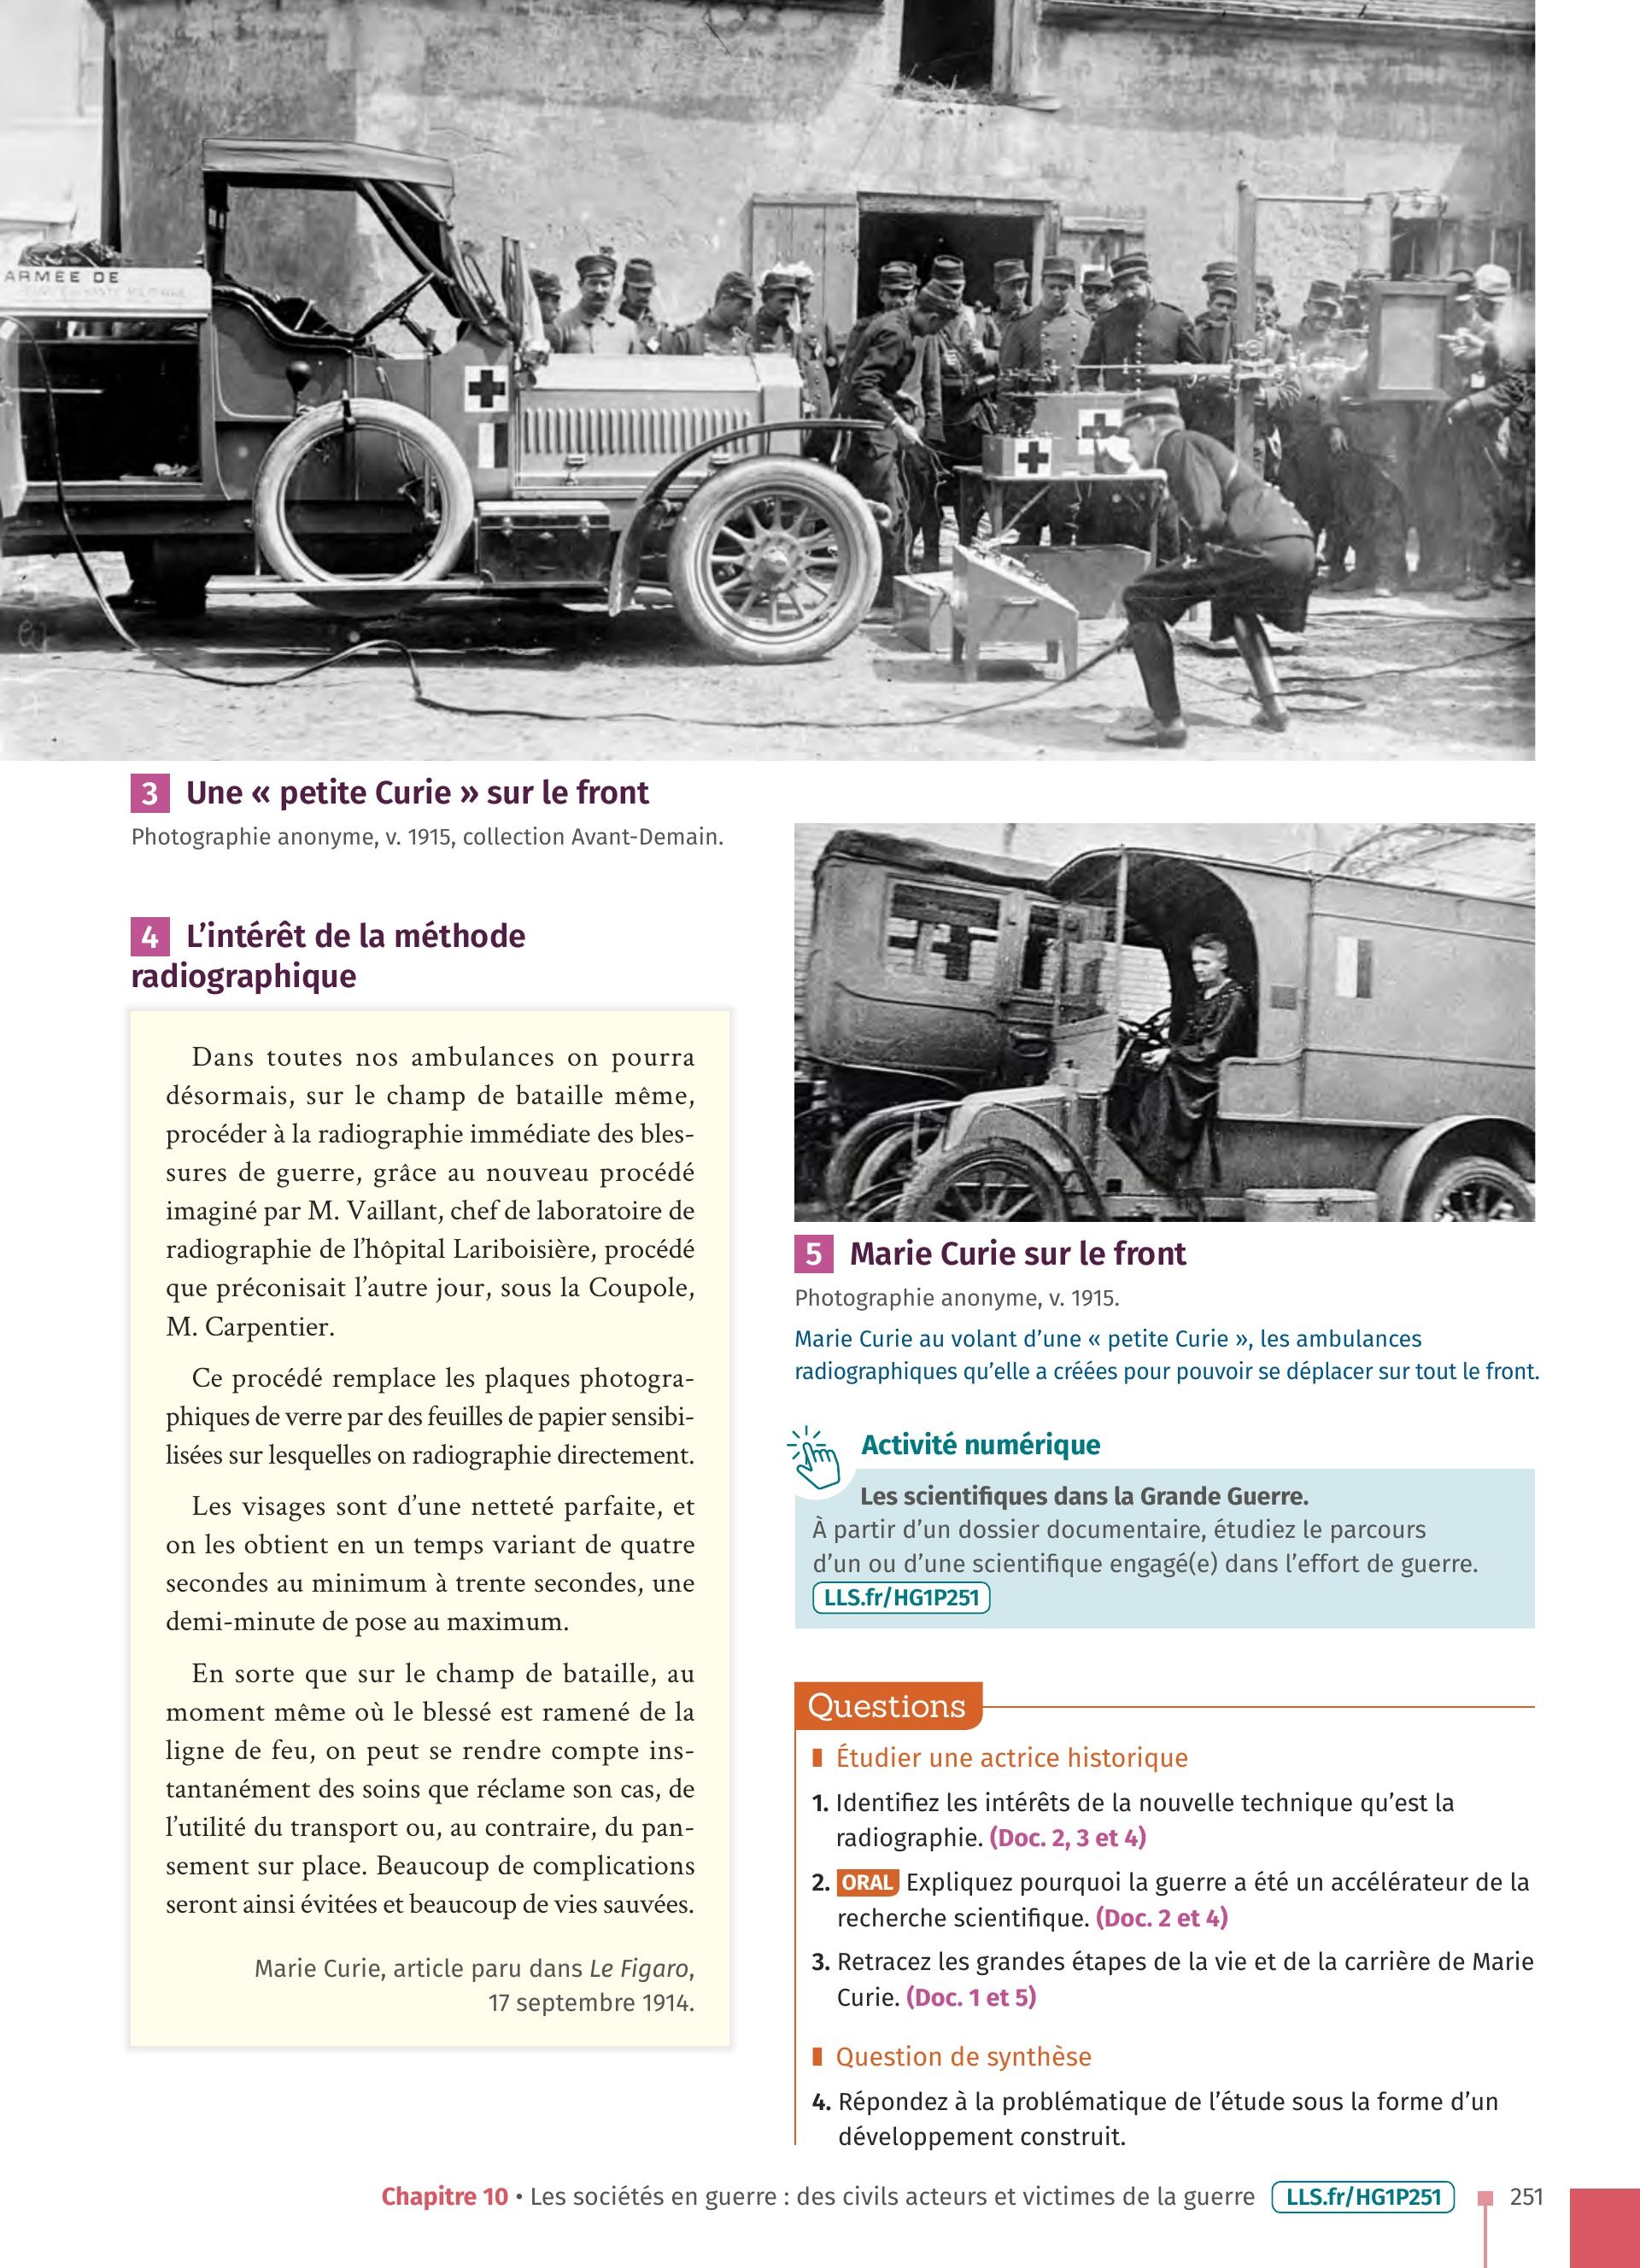 ARMÉE DE
3 Une « petite Curie » sur le front
Photographie anonyme, v. 1915, collection Avant-Demain.
4 L’intérêt de la méthode
radiographique
Dans toutes nos ambulances on pourra
désormais, sur le champ de bataille même,
procéder à la radiographie immédiate des bles-
sures de guerre, grâce au nouveau procédé
imaginé par M. Vaillant, chef de laboratoire de
radiographie de l’hôpital Lariboisière, procédé
que préconisait l’autre jour, sous la Coupole,
M. Carpentier.
Ce procédé remplace les plaques photogra-
phiques de verre par des feuilles de papier sensibi-
lisées sur lesquelles on radiographie directement.
Les visages sont d’une netteté parfaite, et
on les obtient en un temps variant de quatre
secondes au minimum à trente secondes, une
demi-minute de pose au maximum.
En sorte que sur le champ de bataille, au
moment même où le blessé est ramené de la
ligne de feu, on peut se rendre compte ins-
tantanément des soins que réclame son cas, de
l’utilité du transport ou, au contraire, du pan-
sement sur place. Beaucoup de complications
seront ainsi évitées et beaucoup de vies sauvées.
Marie Curie, article paru dans Le Figaro,
17 septembre 1914.
5 Marie Curie sur le front
Photographie anonyme, v. 1915.
Marie Curie au volant d’une « petite Curie », les ambulances
radiographiques qu’elle a créées pour pouvoir se déplacer sur tout le front.
Activité numérique
Les scientifiques dans la Grande Guerre.
À partir d’un dossier documentaire, étudiez le parcours
d’un ou d’une scientifique engagé(e) dans l’effort de guerre.
LLS.fr/HG1P251
Questions
Étudier une actrice historique
1. Identifiez les intérêts de la nouvelle technique qu’est la
radiographie. (Doc. 2, 3 et 4)
2. ORAL Expliquez pourquoi la guerre a été un accélérateur de la
recherche scientifique. (Doc. 2 et 4)
3. Retracez les grandes étapes de la vie et de la carrière de Marie
Curie. (Doc. 1 et 5)
Question de synthèse
4. Répondez à la problématique de l’étude sous la forme d’un
développement construit.
Chapitre 10 • Les sociétés en guerre : des civils acteurs et victimes de la guerre LLS.fr/HG1P251 251